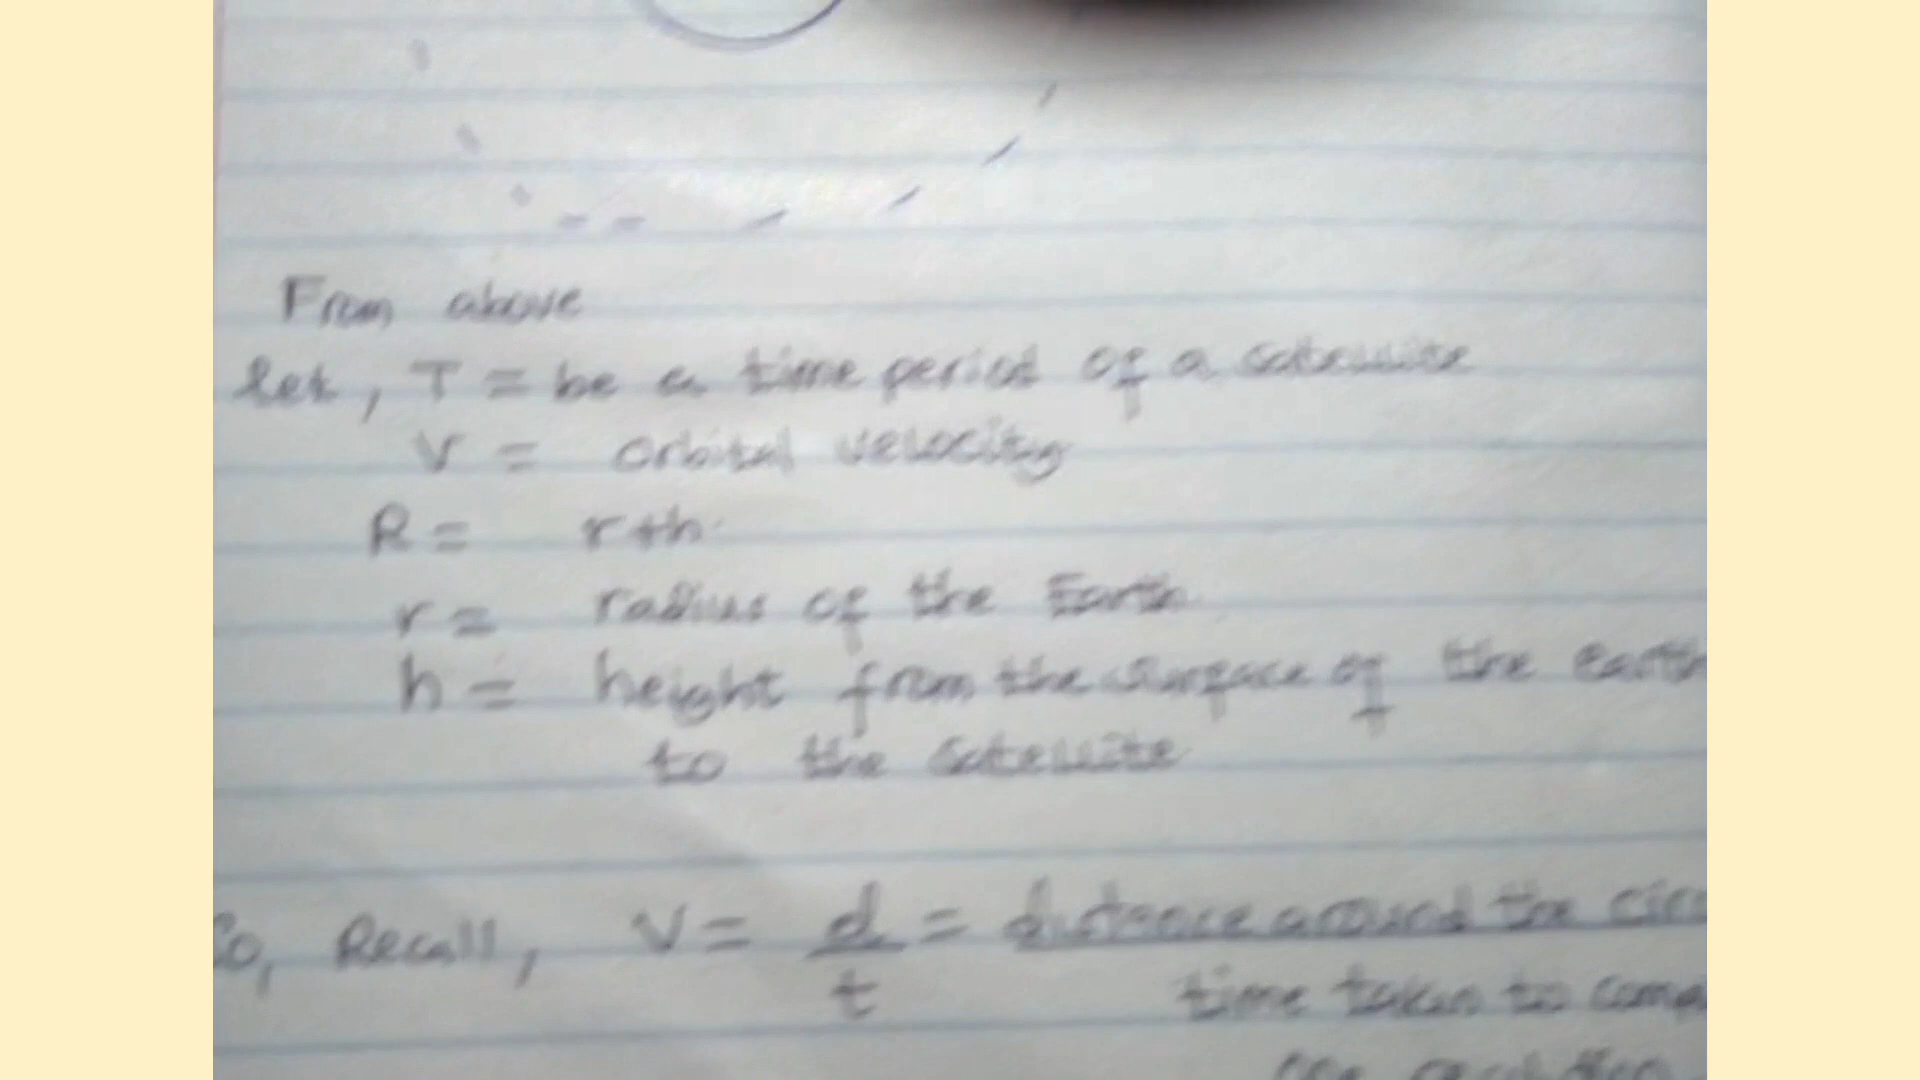 From above
let, T = be a time period of a satellite
V = orbital velocity
R = r+h.
r = radius of the Earth
h = height from the surface of the Earth
to the satellite
So, Recall, V = d/t = distance around the
time taken to